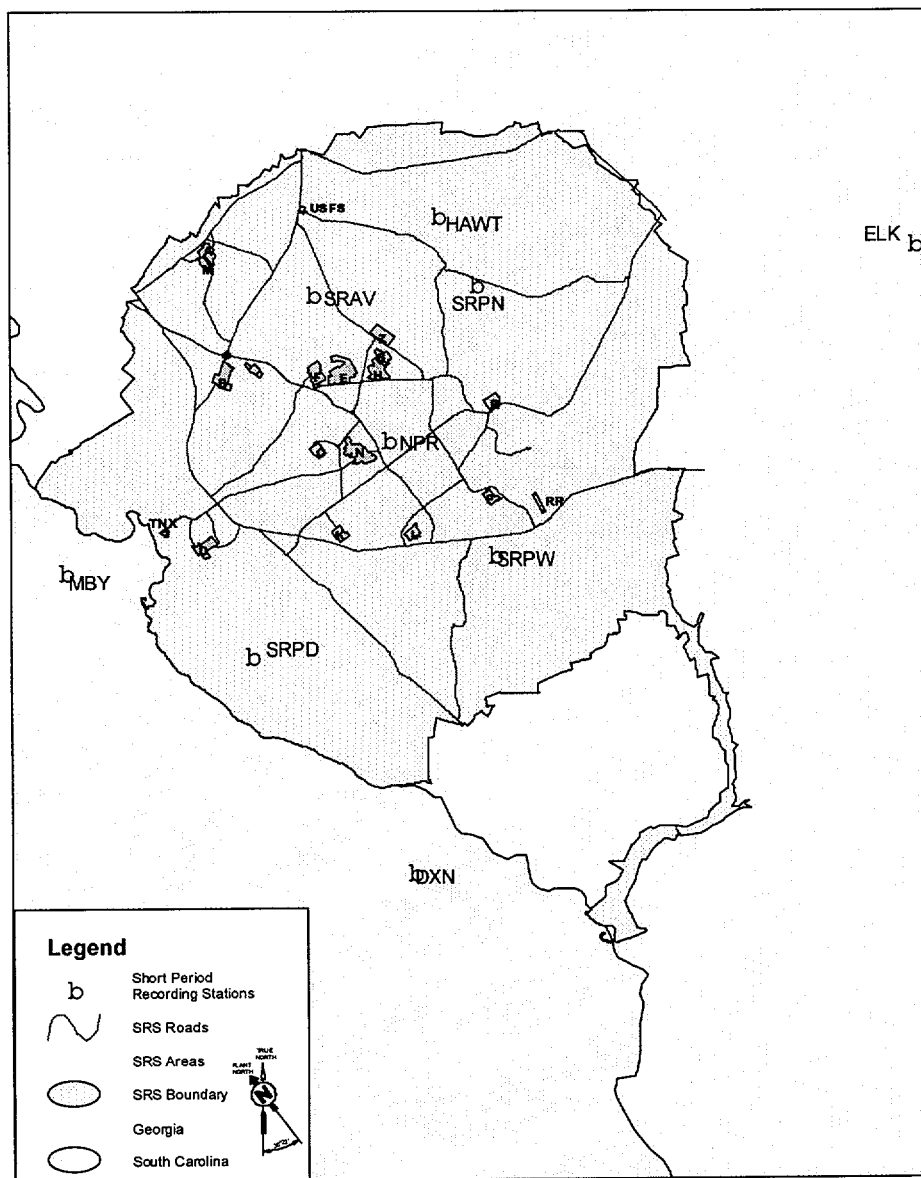 USFS
b HAWT
ELK b
b SRAV
b
SRPN
b NPR
N
RR
TNX
b SRPW
b MBY
b SRPD
b DXN
Legend
b Short Period
Recording Stations
SRS Roads
SRS Areas
SRS Boundary
Georgia
South Carolina
TRUE
NORTH
PLANT
NORTH